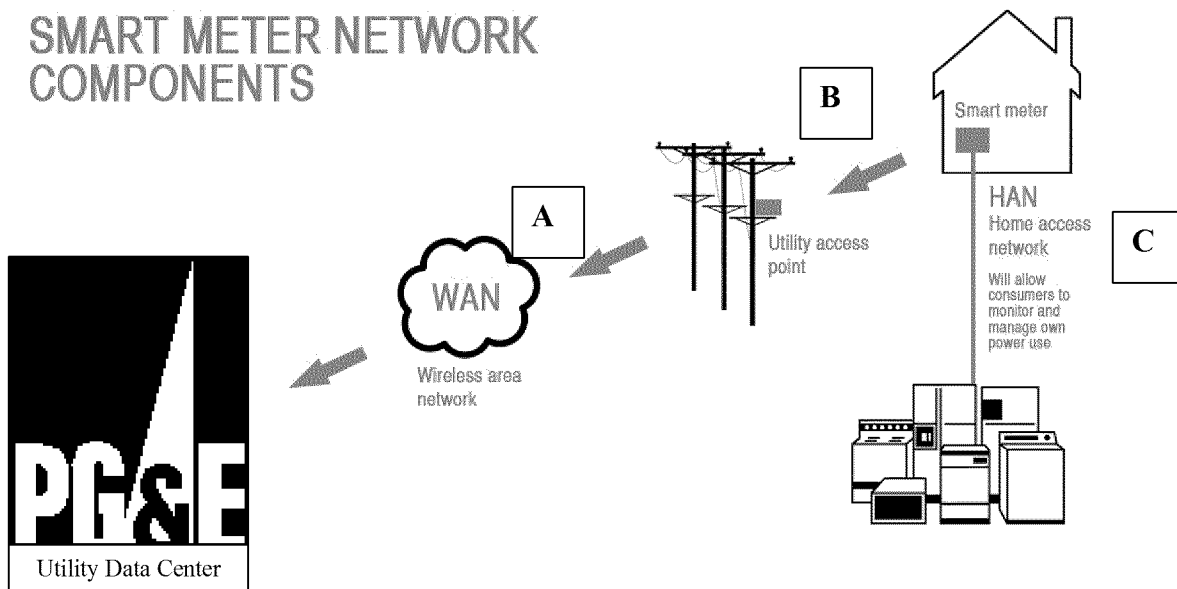 SMART METER NETWORK
COMPONENTS
B
Smart meter
A
HAN
Home access
network
C
Utility access
point
Will allow
consumers to
monitor and
manage own
power use
WAN
Wireless area
network
PG&E
Utility Data Center